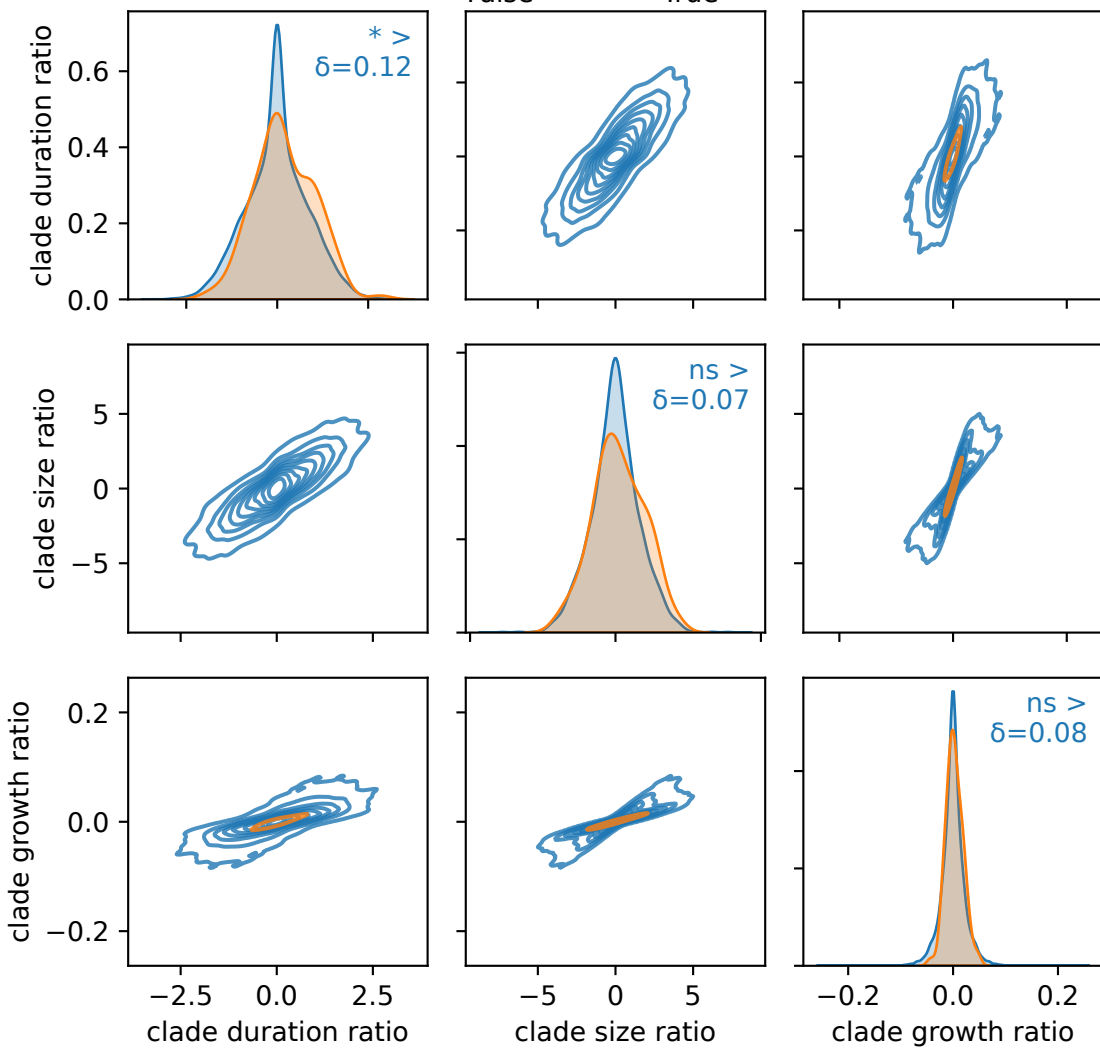 0.6
0.4
0.2
0.0
clade duration ratio
* >
δ=0.12
5
0
−5
clade size ratio
ns >
δ=0.07
0.2
0.0
−0.2
clade growth ratio
ns >
δ=0.08
−2.5 0.0 2.5
−5 0 5
−0.2 0.0 0.2
clade duration ratio
clade size ratio
clade growth ratio